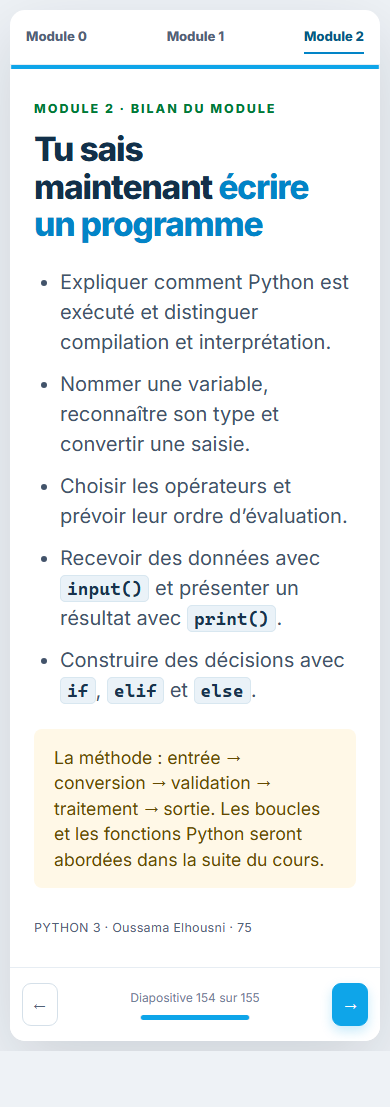 Module 0 Module 1 Module 2
MODULE 2 · BILAN DU MODULE
Tu sais
maintenant écrire
un programme
• Expliquer comment Python est
exécuté et distinguer
compilation et interprétation.
• Nommer une variable,
reconnaître son type et
convertir une saisie.
• Choisir les opérateurs et
prévoir leur ordre d’évaluation.
• Recevoir des données avec
input() et présenter un
résultat avec print().
• Construire des décisions avec
if, elif et else.
La méthode : entrée →
conversion → validation →
traitement → sortie. Les boucles
et les fonctions Python seront
abordées dans la suite du cours.
PYTHON 3 · Oussama Elhousni · 75
← Diapositive 154 sur 155 →